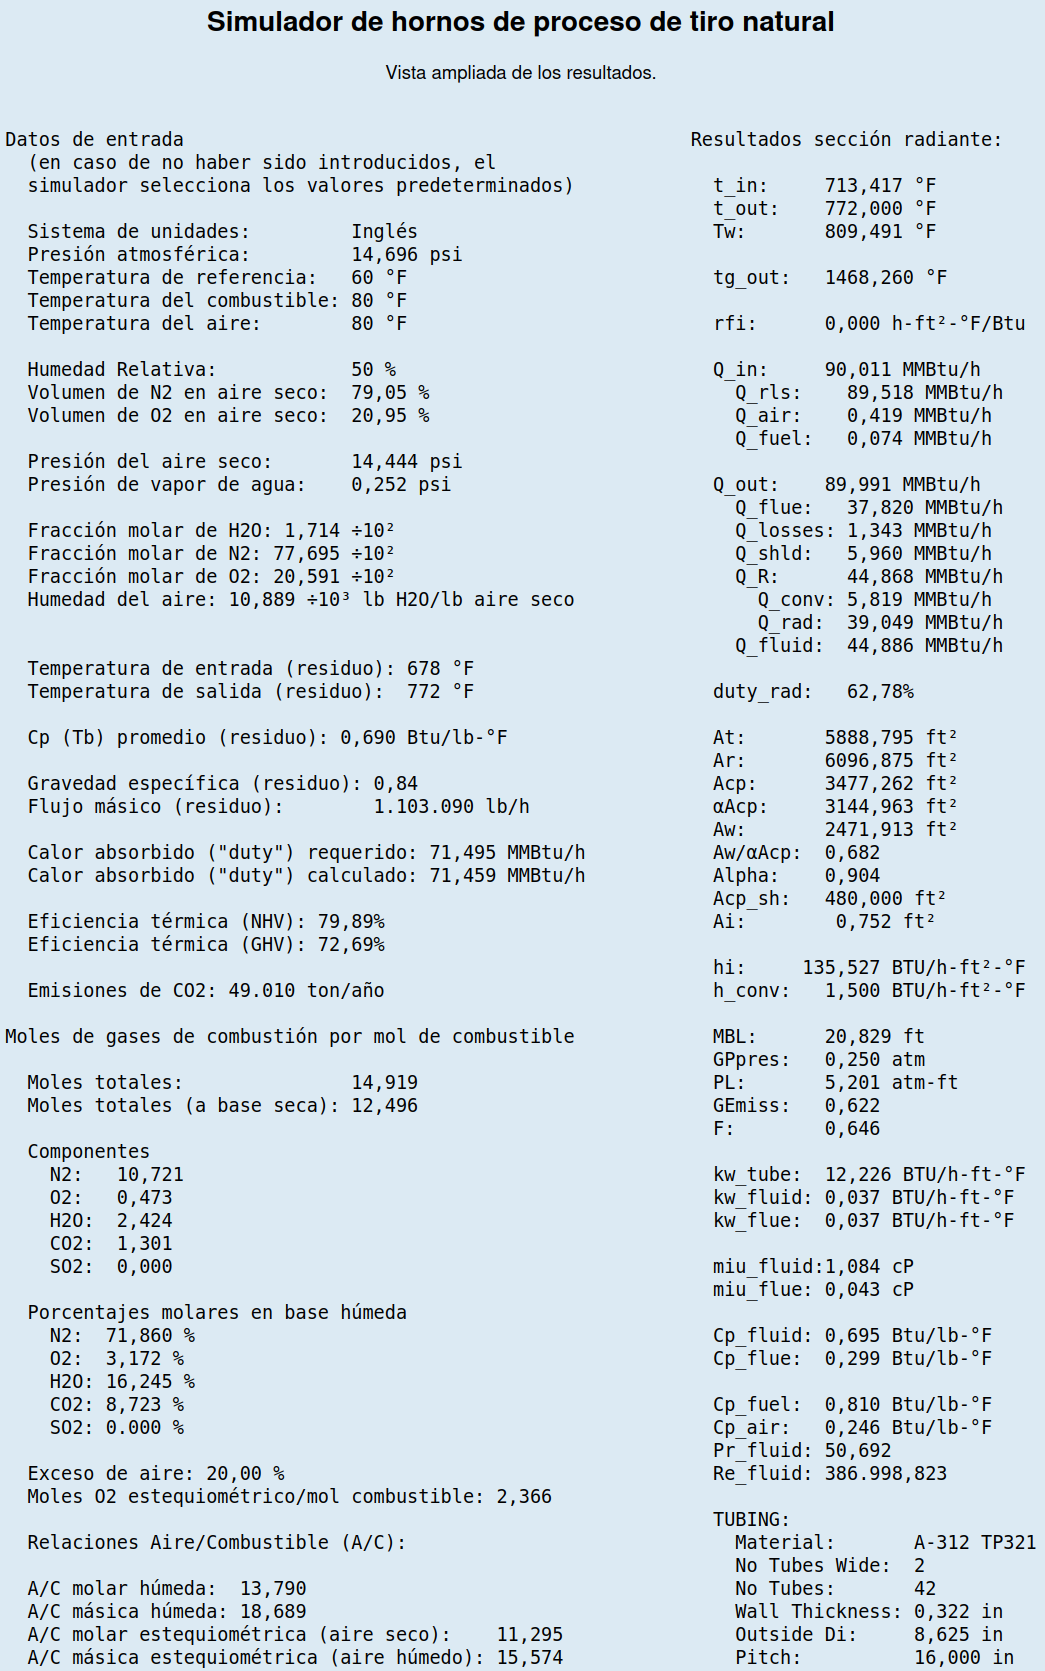 Simulador de hornos de proceso de tiro natural
Vista ampliada de los resultados.
Datos de entrada
(en caso de no haber sido introducidos, el
simulador selecciona los valores predeterminados)
Sistema de unidades: Inglés
Presión atmosférica: 14,696 psi
Temperatura de referencia: 60 °F
Temperatura del combustible: 80 °F
Temperatura del aire: 80 °F
Humedad Relativa: 50 %
Volumen de N2 en aire seco: 79,05 %
Volumen de O2 en aire seco: 20,95 %
Presión del aire seco: 14,444 psi
Presión de vapor de agua: 0,252 psi
Fracción molar de H2O: 1,714 ÷10²
Fracción molar de N2: 77,695 ÷10²
Fracción molar de O2: 20,591 ÷10²
Humedad del aire: 10,889 ÷10³ lb H2O/lb aire seco
Temperatura de entrada (residuo): 678 °F
Temperatura de salida (residuo): 772 °F
Cp (Tb) promedio (residuo): 0,690 Btu/lb-°F
Gravedad específica (residuo): 0,84
Flujo másico (residuo): 1.103.090 lb/h
Calor absorbido ("duty") requerido: 71,495 MMBtu/h
Calor absorbido ("duty") calculado: 71,459 MMBtu/h
Eficiencia térmica (NHV): 79,89%
Eficiencia térmica (GHV): 72,69%
Emisiones de CO2: 49.010 ton/año
Moles de gases de combustión por mol de combustible
Moles totales: 14,919
Moles totales (a base seca): 12,496
Componentes
N2: 10,721
O2: 0,473
H2O: 2,424
CO2: 1,301
SO2: 0,000
Porcentajes molares en base húmeda
N2: 71,860 %
O2: 3,172 %
H2O: 16,245 %
CO2: 8,723 %
SO2: 0.000 %
Exceso de aire: 20,00 %
Moles O2 estequiométrico/mol combustible: 2,366
Relaciones Aire/Combustible (A/C):
A/C molar húmeda: 13,790
A/C másica húmeda: 18,689
A/C molar estequiométrica (aire seco): 11,295
A/C másica estequiométrica (aire húmedo): 15,574
Resultados sección radiante:
t_in: 713,417 °F
t_out: 772,000 °F
Tw: 809,491 °F
tg_out: 1468,260 °F
rfi: 0,000 h-ft²-°F/Btu
Q_in: 90,011 MMBtu/h
Q_rls: 89,518 MMBtu/h
Q_air: 0,419 MMBtu/h
Q_fuel: 0,074 MMBtu/h
Q_out: 89,991 MMBtu/h
Q_flue: 37,820 MMBtu/h
Q_losses: 1,343 MMBtu/h
Q_shld: 5,960 MMBtu/h
Q_R: 44,868 MMBtu/h
Q_conv: 5,819 MMBtu/h
Q_rad: 39,049 MMBtu/h
Q_fluid: 44,886 MMBtu/h
duty_rad: 62,78%
At: 5888,795 ft²
Ar: 6096,875 ft²
Acp: 3477,262 ft²
αAcp: 3144,963 ft²
Aw: 2471,913 ft²
Aw/αAcp: 0,682
Alpha: 0,904
Acp_sh: 480,000 ft²
Ai: 0,752 ft²
hi: 135,527 BTU/h-ft²-°F
h_conv: 1,500 BTU/h-ft²-°F
MBL: 20,829 ft
GPpres: 0,250 atm
PL: 5,201 atm-ft
GEmiss: 0,622
F: 0,646
kw_tube: 12,226 BTU/h-ft-°F
kw_fluid: 0,037 BTU/h-ft-°F
kw_flue: 0,037 BTU/h-ft-°F
miu_fluid:1,084 cP
miu_flue: 0,043 cP
Cp_fluid: 0,695 Btu/lb-°F
Cp_flue: 0,299 Btu/lb-°F
Cp_fuel: 0,810 Btu/lb-°F
Cp_air: 0,246 Btu/lb-°F
Pr_fluid: 50,692
Re_fluid: 386.998,823
TUBING:
Material: A-312 TP321
No Tubes Wide: 2
No Tubes: 42
Wall Thickness: 0,322 in
Outside Di: 8,625 in
Pitch: 16,000 in